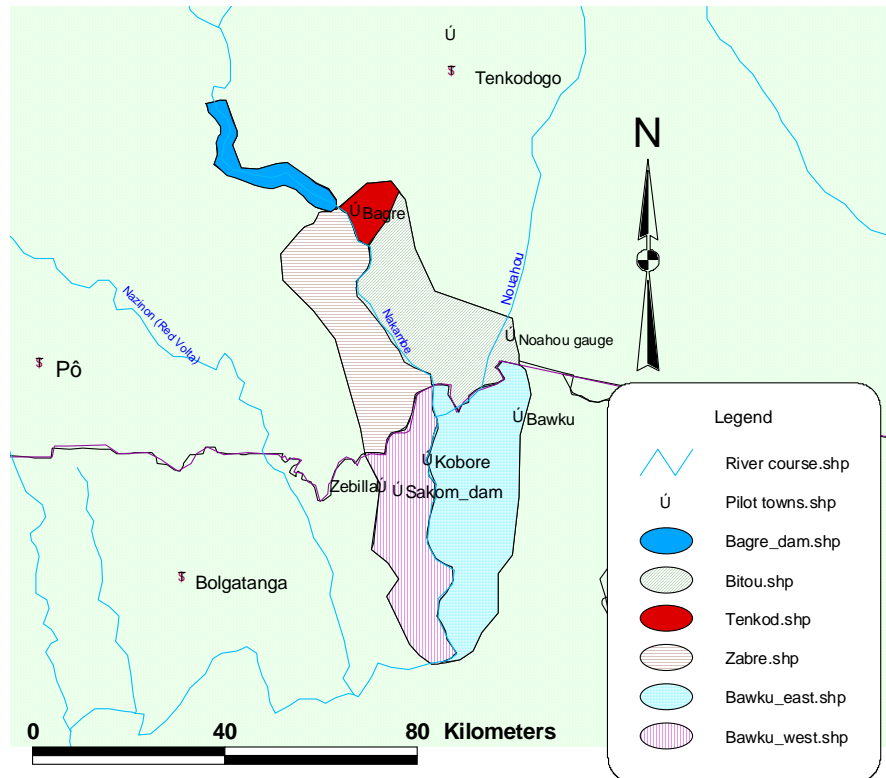 Ú
Tenkodogo
N
Ú Bagre
Nouahou
Nazinon (Red Volta)
Nakambe
Ú Noahou gauge
Pô
Ú Bawku
Ú Kobore
Zebilla Ú Ú Sakom_dam
Bolgatanga
0 40 80 Kilometers
Legend
River course.shp
Ú Pilot towns.shp
Bagre_dam.shp
Bitou.shp
Tenkod.shp
Zabre.shp
Bawku_east.shp
Bawku_west.shp